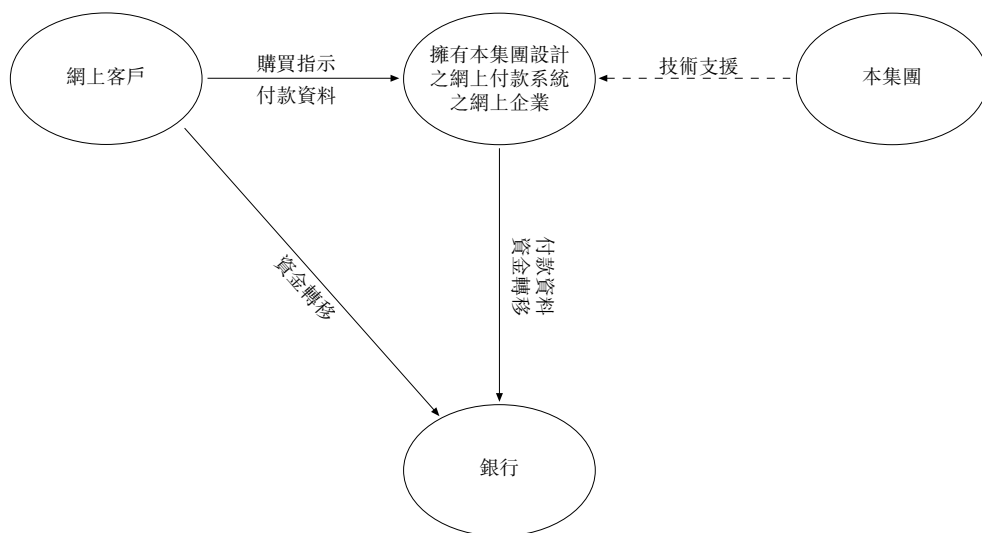 網上客戶
購買指示
付款資料
擁有本集團設計
之網上付款系統
之網上企業
技術支援
本集團
資金轉移
付款資料
資金轉移
銀行